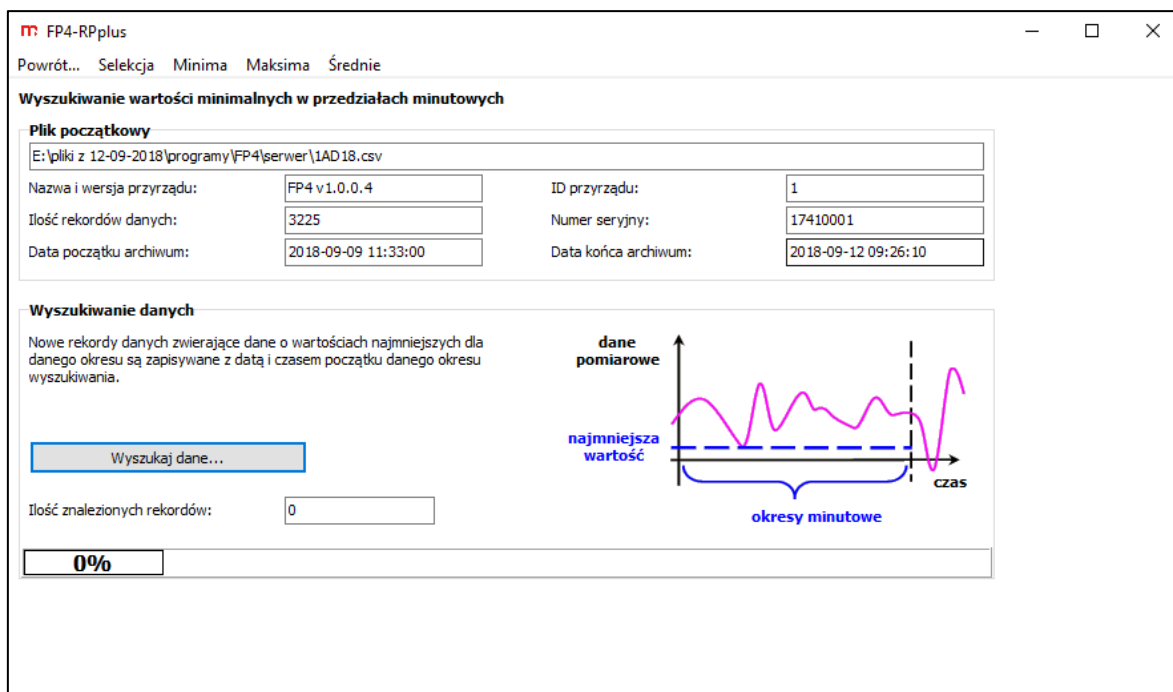 FP4-RPplus
Powrót... Selekcja Minima Maksima Średnie
Wyszukiwanie wartości minimalnych w przedziałach minutowych
Plik początkowy
E:\pliki z 12-09-2018\programy\FP4\serwer\1AD18.csv
Nazwa i wersja przyrządu: FP4 v1.0.0.4 ID przyrządu: 1
Ilość rekordów danych: 3225 Numer seryjny: 17410001
Data początku archiwum: 2018-09-09 11:33:00 Data końca archiwum: 2018-09-12 09:26:10
Wyszukiwanie danych
Nowe rekordy danych zwierające dane o wartościach najmniejszych dla
danego okresu są zapisywane z datą i czasem początku danego okresu
wyszukiwania.
dane
pomiarowe
najmniejsza
wartość
czas
okresy minutowe
Wyszukaj dane...
Ilość znalezionych rekordów: 0
0%